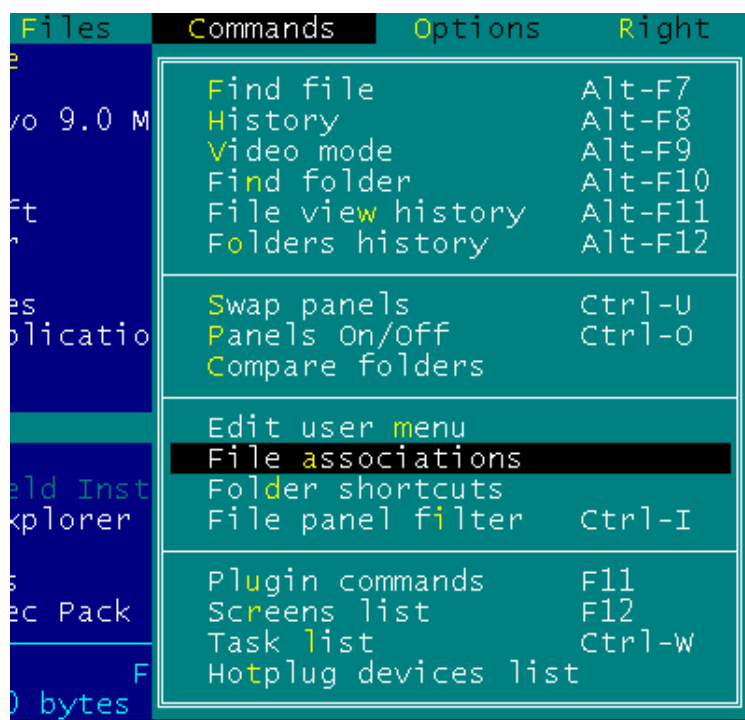 Files Commands Options Right
e
Find file Alt-F7
vo 9.0 M History Alt-F8
Video mode Alt-F9
Find folder Alt-F10
ft File view history Alt-F11
r Folders history Alt-F12
es Swap panels Ctrl-U
plicatio Panels On/Off Ctrl-O
Compare folders
Edit user menu
File associations
eld Inst Folder shortcuts
xplorer File panel filter Ctrl-I
s Plugin commands F11
ec Pack Screens list F12
Task list Ctrl-W
F Hotplug devices list
0 bytes